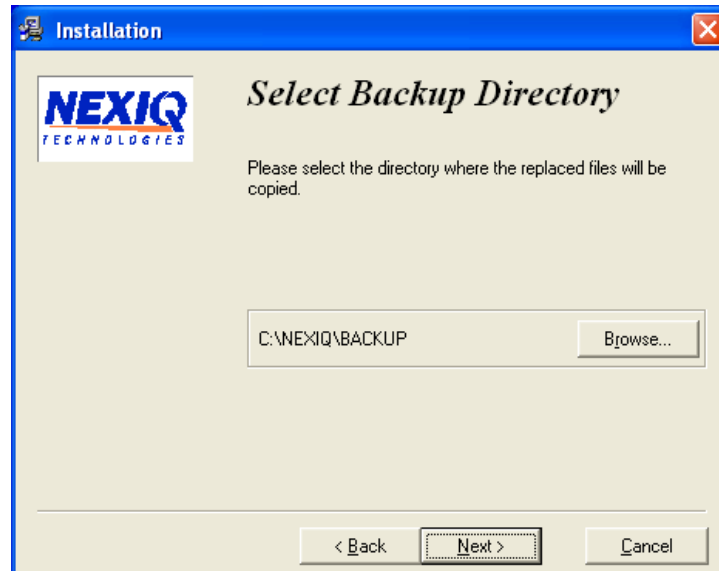 Installation
NEXIQ
TECHNOLOGIES
Select Backup Directory
Please select the directory where the replaced files will be
copied.
C:\NEXIQ\BACKUP
Browse...
< Back
Next >
Cancel